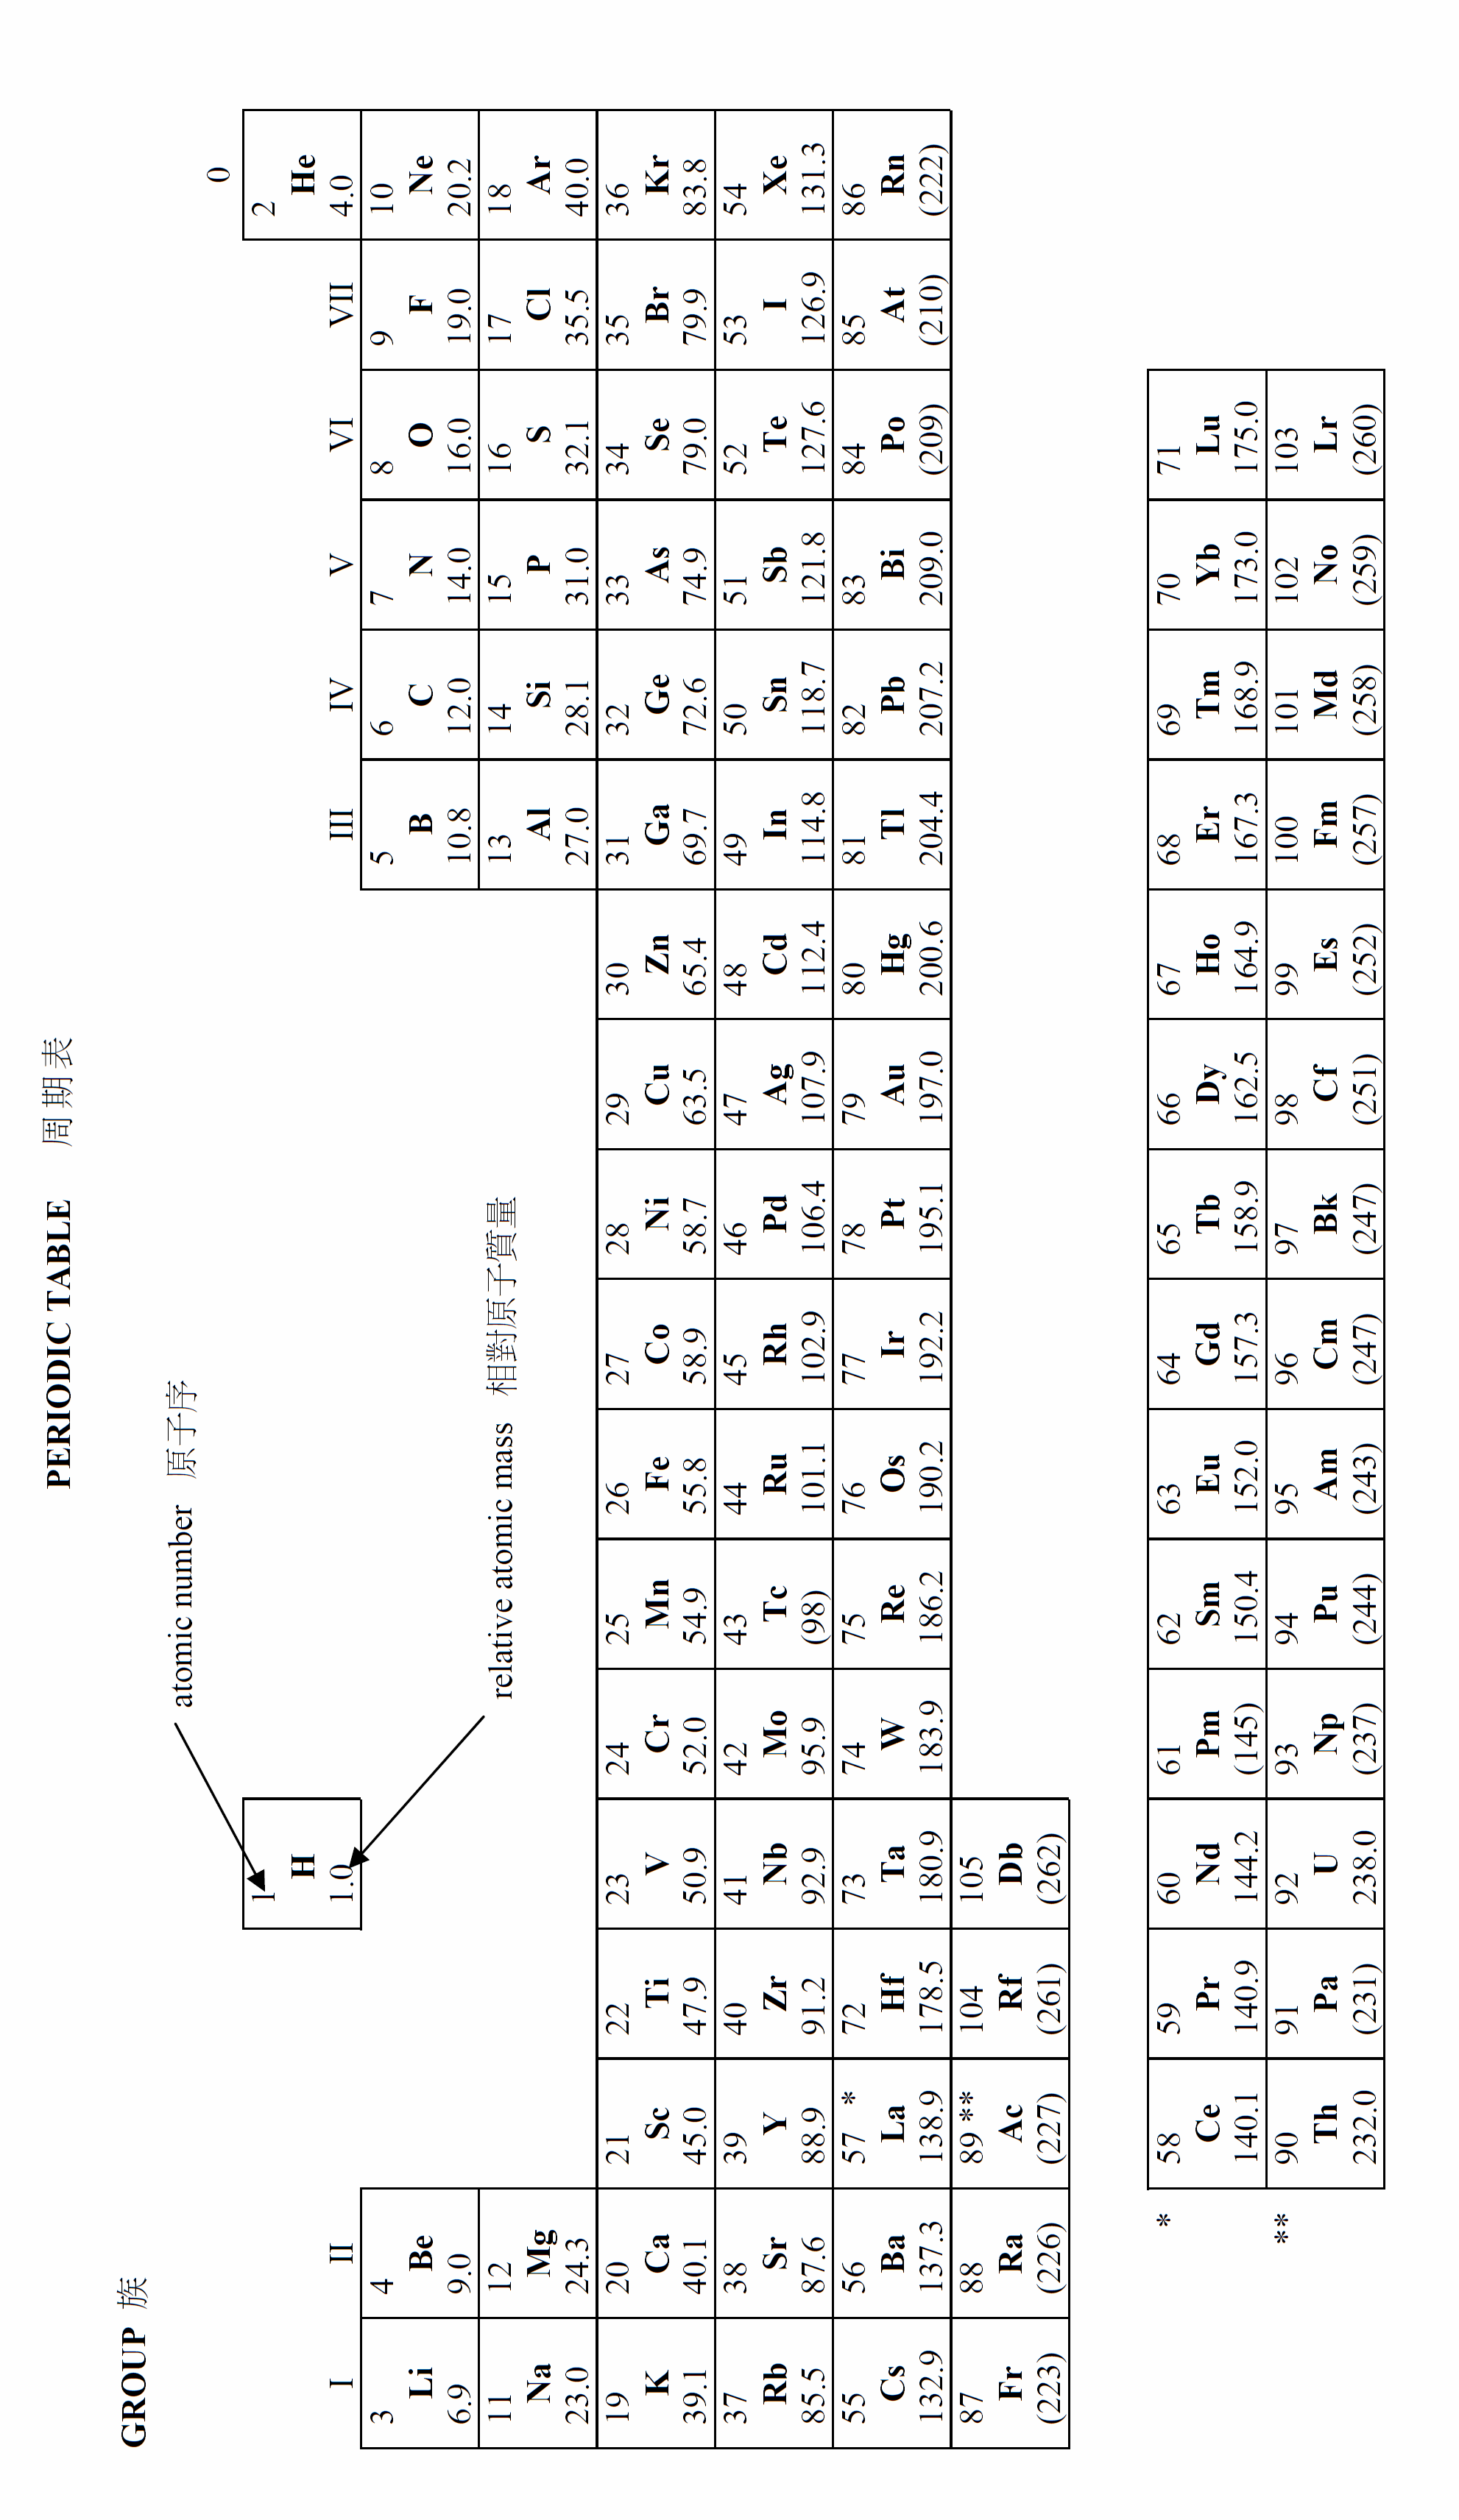 PERIODIC TABLE 周期表
GROUP 族
atomic number 原子序
relative atomic mass 相對原子質量
0
1 2
H He
1.0 4.0
I II III IV V VI VII
3 4 5 6 7 8 9 10
Li Be B C N O F Ne
6.9 9.0 10.8 12.0 14.0 16.0 19.0 20.2
11 12 13 14 15 16 17 18
Na Mg Al Si P S Cl Ar
23.0 24.3 27.0 28.1 31.0 32.1 35.5 40.0
19 20 21 22 23 24 25 26 27 28 29 30 31 32 33 34 35 36
K Ca Sc Ti V Cr Mn Fe Co Ni Cu Zn Ga Ge As Se Br Kr
39.1 40.1 45.0 47.9 50.9 52.0 54.9 55.8 58.9 58.7 63.5 65.4 69.7 72.6 74.9 79.0 79.9 83.8
37 38 39 40 41 42 43 44 45 46 47 48 49 50 51 52 53 54
Rb Sr Y Zr Nb Mo Tc Ru Rh Pd Ag Cd In Sn Sb Te I Xe
85.5 87.6 88.9 91.2 92.9 95.9 (98) 101.1 102.9 106.4 107.9 112.4 114.8 118.7 121.8 127.6 126.9 131.3
55 56 57 * 72 73 74 75 76 77 78 79 80 81 82 83 84 85 86
Cs Ba La Hf Ta W Re Os Ir Pt Au Hg Tl Pb Bi Po At Rn
132.9 137.3 138.9 178.5 180.9 183.9 186.2 190.2 192.2 195.1 197.0 200.6 204.4 207.2 209.0 (209) (210) (222)
87 88 89 ** 104 105
Fr Ra Ac Rf Db
(223) (226) (227) (261) (262)
* 58 59 60 61 62 63 64 65 66 67 68 69 70 71
Ce Pr Nd Pm Sm Eu Gd Tb Dy Ho Er Tm Yb Lu
140.1 140.9 144.2 (145) 150.4 152.0 157.3 158.9 162.5 164.9 167.3 168.9 173.0 175.0
** 90 91 92 93 94 95 96 97 98 99 100 101 102 103
Th Pa U Np Pu Am Cm Bk Cf Es Fm Md No Lr
232.0 (231) 238.0 (237) (244) (243) (247) (247) (251) (252) (257) (258) (259) (260)